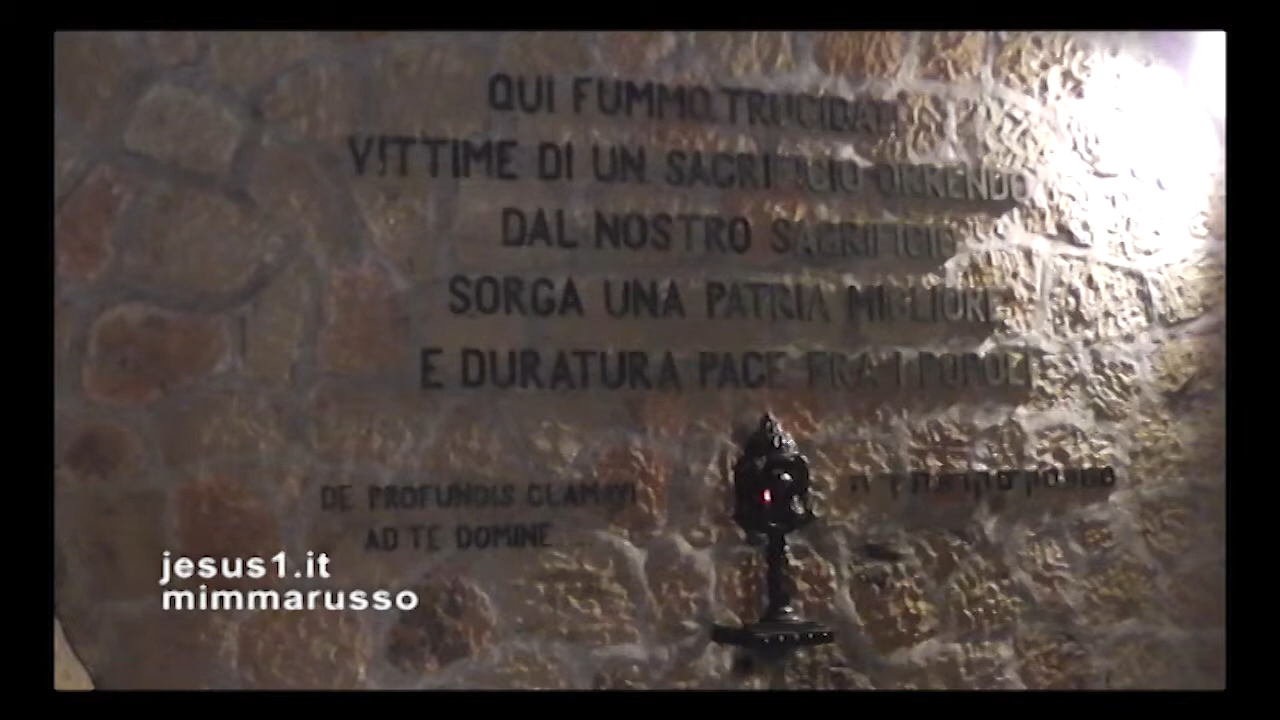 QUI FUMMO TRUCIDATI
VITTIME DI UN SACRIFICIO ORRENDO
DAL NOSTRO SACRIFICIO
SORGA UNA PATRIA MIGLIORE
E DURATURA PACE FRA I POPOLI
DE PROFUNDIS CLAMAVI
AD TE DOMINE
jesus1.it
mimmarusso